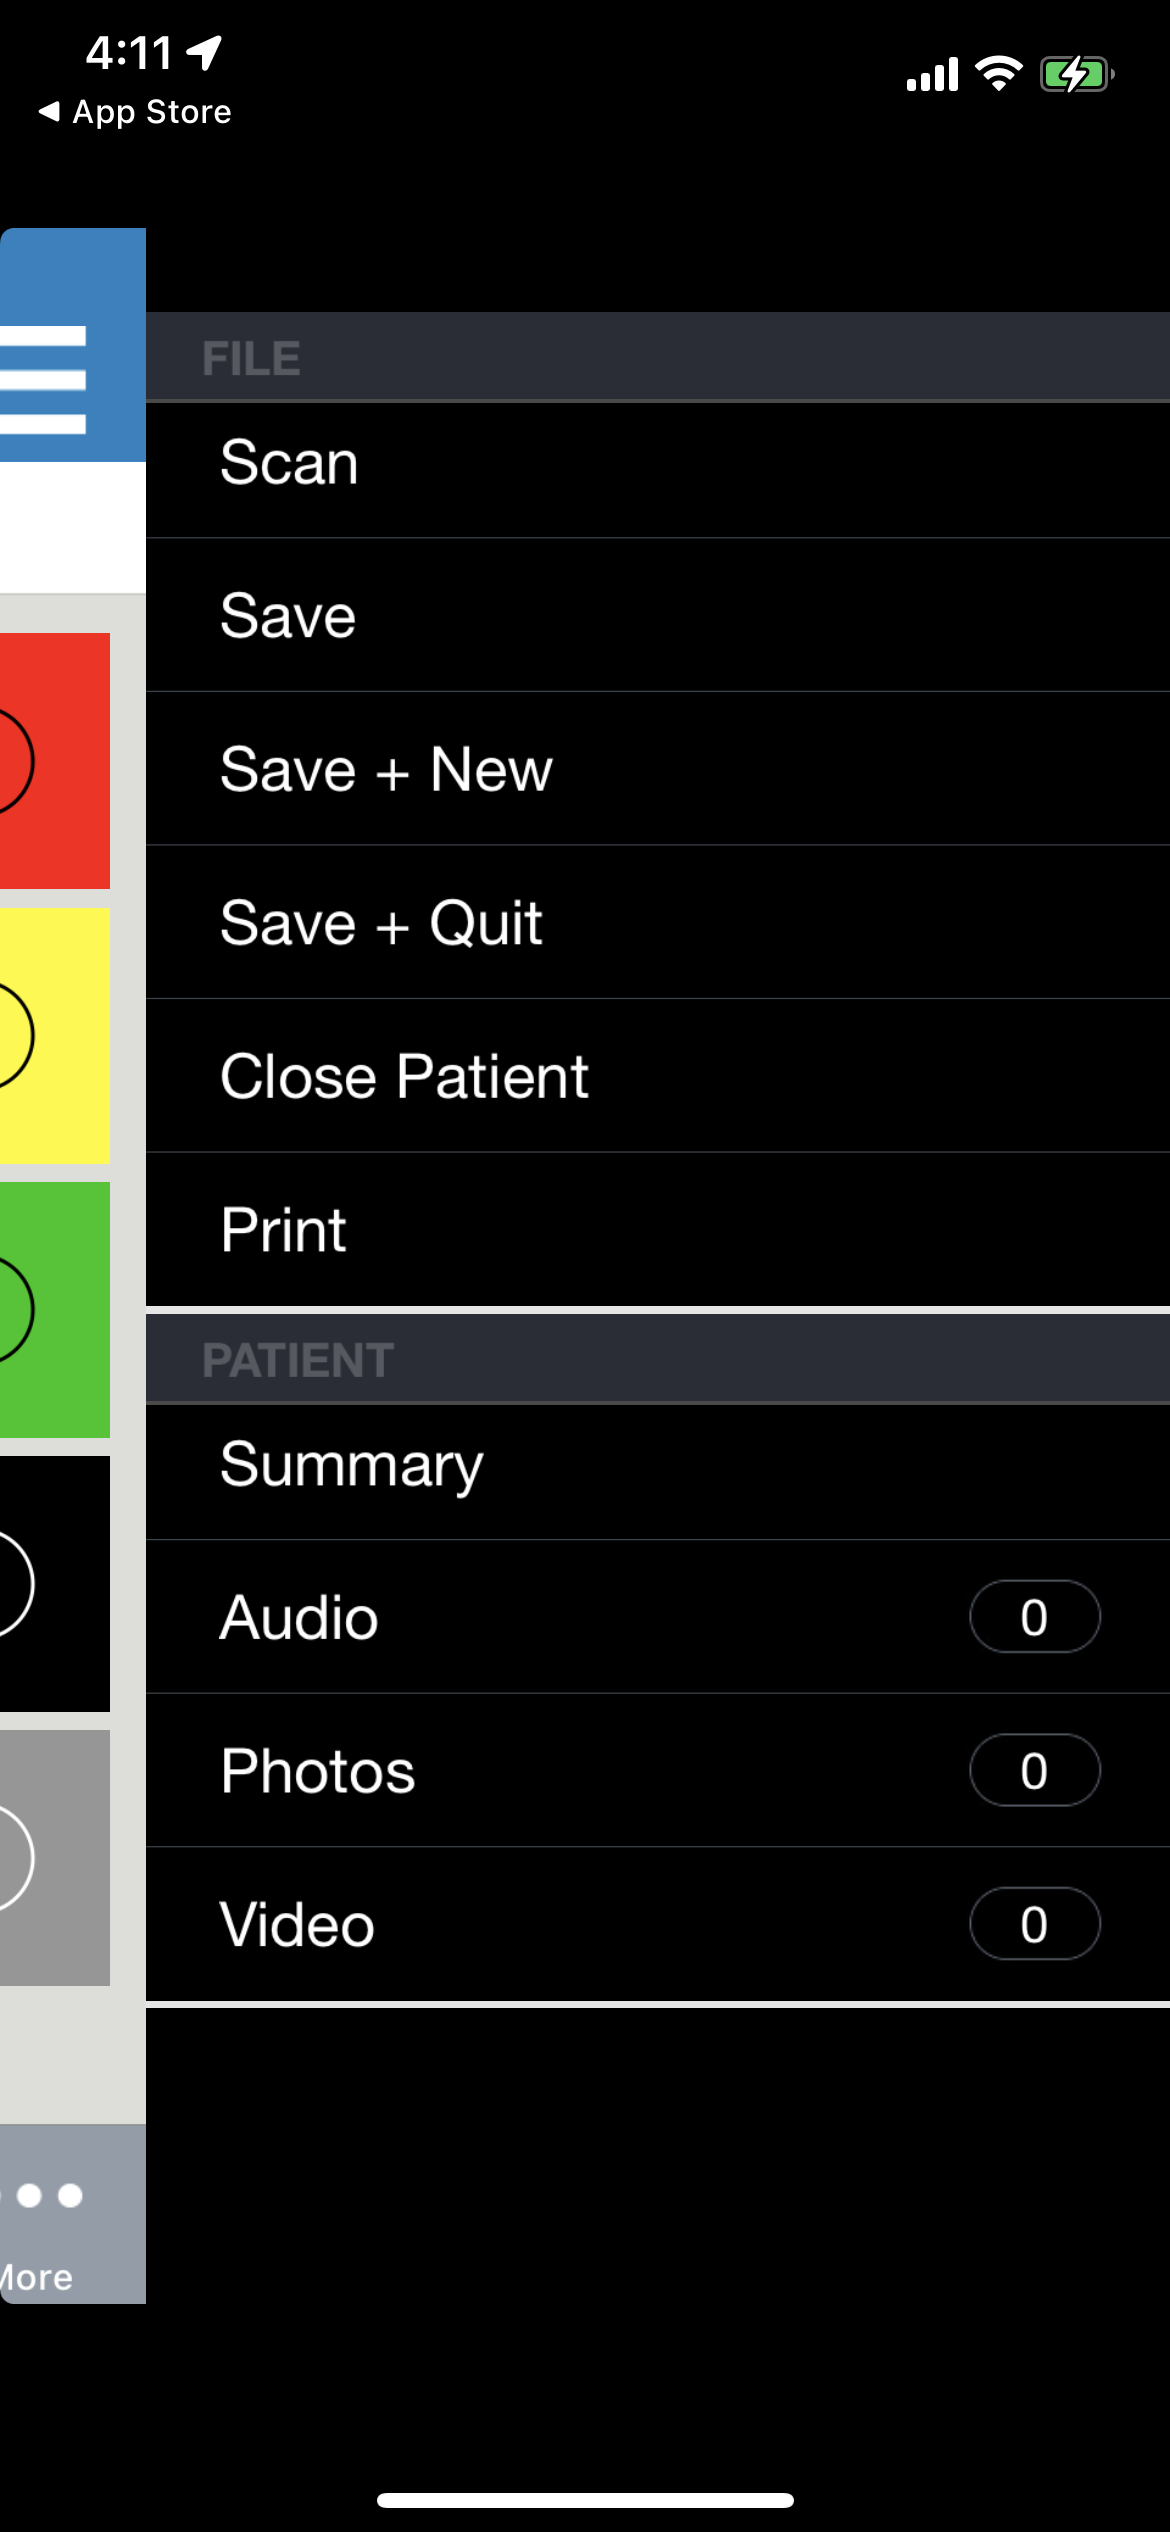 4:11
App Store
FILE
Scan
Save
Save + New
Save + Quit
Close Patient
Print
PATIENT
Summary
Audio 0
Photos 0
Video 0
More